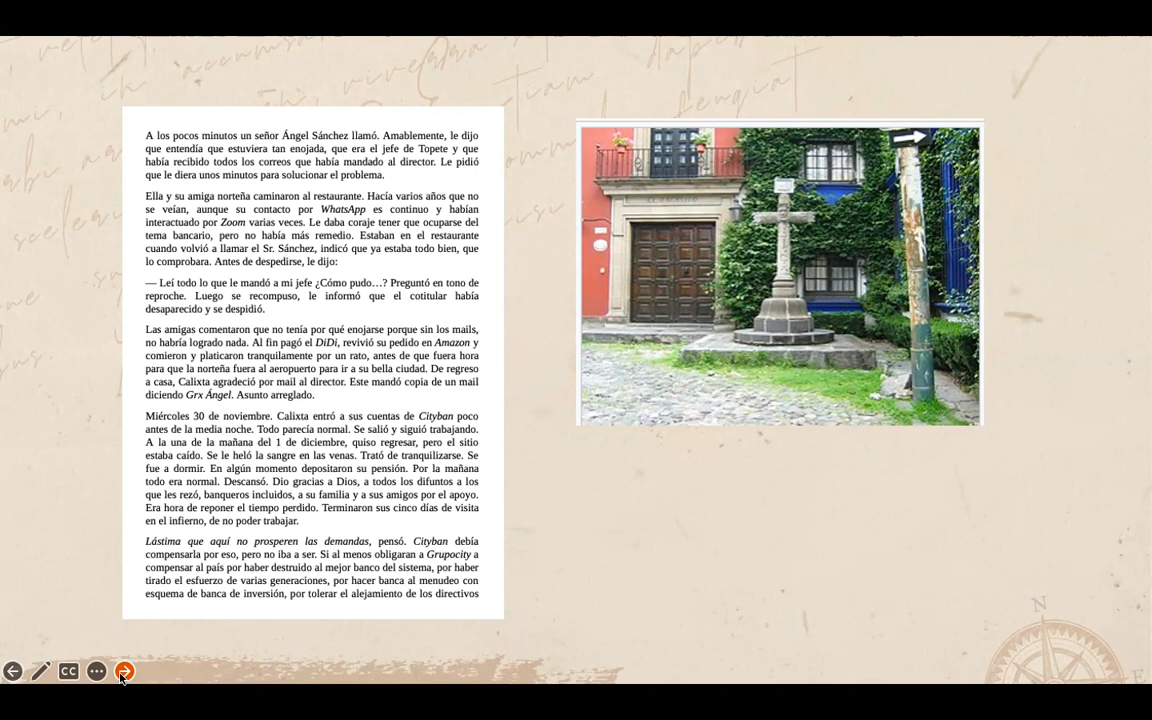 A los pocos minutos un señor Ángel Sánchez llamó. Amablemente, le dijo
que entendía que estuviera tan enojada, que era el jefe de Topete y que
había recibido todos los correos que había mandado al director. Le pidió
que le diera unos minutos para solucionar el problema.
Ella y su amiga norteña caminaron al restaurante. Hacía varios años que no
se veían, aunque su contacto por WhatsApp es continuo y habían
interactuado por Zoom varias veces. Le daba coraje tener que ocuparse del
tema bancario, pero no había más remedio. Estaban en el restaurante
cuando volvió a llamar el Sr. Sánchez, indicó que ya estaba todo bien, que
lo comprobara. Antes de despedirse, le dijo:
— Leí todo lo que le mandó a mi jefe ¿Cómo pudo…? Preguntó en tono de
reproche. Luego se recompuso, le informó que el cotitular había
desaparecido y se despidió.
Las amigas comentaron que no tenía por qué enojarse porque sin los mails,
no habría logrado nada. Al fin pagó el DiDi, revivió su pedido en Amazon y
comieron y platicaron tranquilamente por un rato, antes de que fuera hora
para que la norteña fuera al aeropuerto para ir a su bella ciudad. De regreso
a casa, Calixta agradeció por mail al director. Este mandó copia de un mail
diciendo Grx Ángel. Asunto arreglado.
Miércoles 30 de noviembre. Calixta entró a sus cuentas de Cityban poco
antes de la media noche. Todo parecía normal. Se salió y siguió trabajando.
A la una de la mañana del 1 de diciembre, quiso regresar, pero el sitio
estaba caído. Se le heló la sangre en las venas. Trató de tranquilizarse. Se
fue a dormir. En algún momento depositaron su pensión. Por la mañana
todo era normal. Descansó. Dio gracias a Dios, a todos los difuntos a los
que les rezó, banqueros incluidos, a su familia y a sus amigos por el apoyo.
Era hora de reponer el tiempo perdido. Terminaron sus cinco días de visita
en el infierno, de no poder trabajar.
Lástima que aquí no prosperen las demandas, pensó. Cityban debía
compensarla por eso, pero no iba a ser. Si al menos obligaran a Grupocity a
compensar al país por haber destruido al mejor banco del sistema, por haber
tirado el esfuerzo de varias generaciones, por hacer banca al menudeo con
esquema de banca de inversión, por tolerar el alejamiento de los directivos
CC
N
E